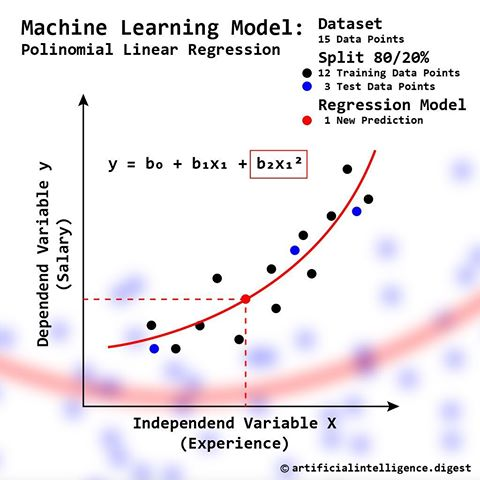 Machine Learning Model:
Polinomial Linear Regression
Dataset
15 Data Points
Split 80/20%
12 Training Data Points
3 Test Data Points
Regression Model
1 New Prediction
y = b₀ + b₁x₁ + b₂x₁²
Dependend Variable y
(Salary)
Independend Variable X
(Experience)
© artificialintelligence.digest